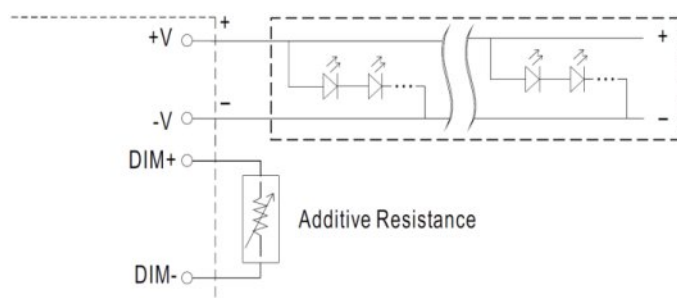 +V
+
+
-V
−
−
DIM+
Additive Resistance
DIM-